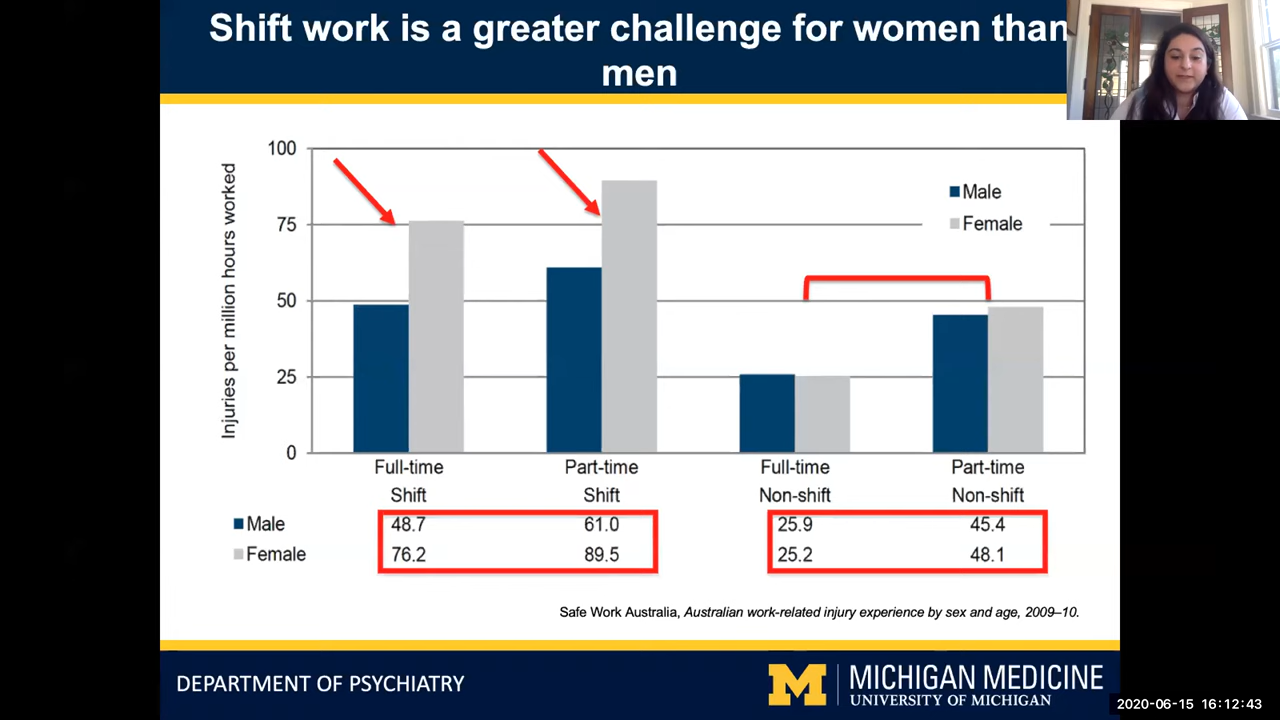 Shift work is a greater challenge for women than
men
Injuries per million hours worked
100
75
50
25
0
Male
Female
Full-time
Shift
Part-time
Shift
Full-time
Non-shift
Part-time
Non-shift
Male 48.7 61.0 25.9 45.4
Female 76.2 89.5 25.2 48.1
Safe Work Australia, Australian work-related injury experience by sex and age, 2009–10.
DEPARTMENT OF PSYCHIATRY
M MICHIGAN MEDICINE
UNIVERSITY OF MICHIGAN
2020-06-15 16:12:43